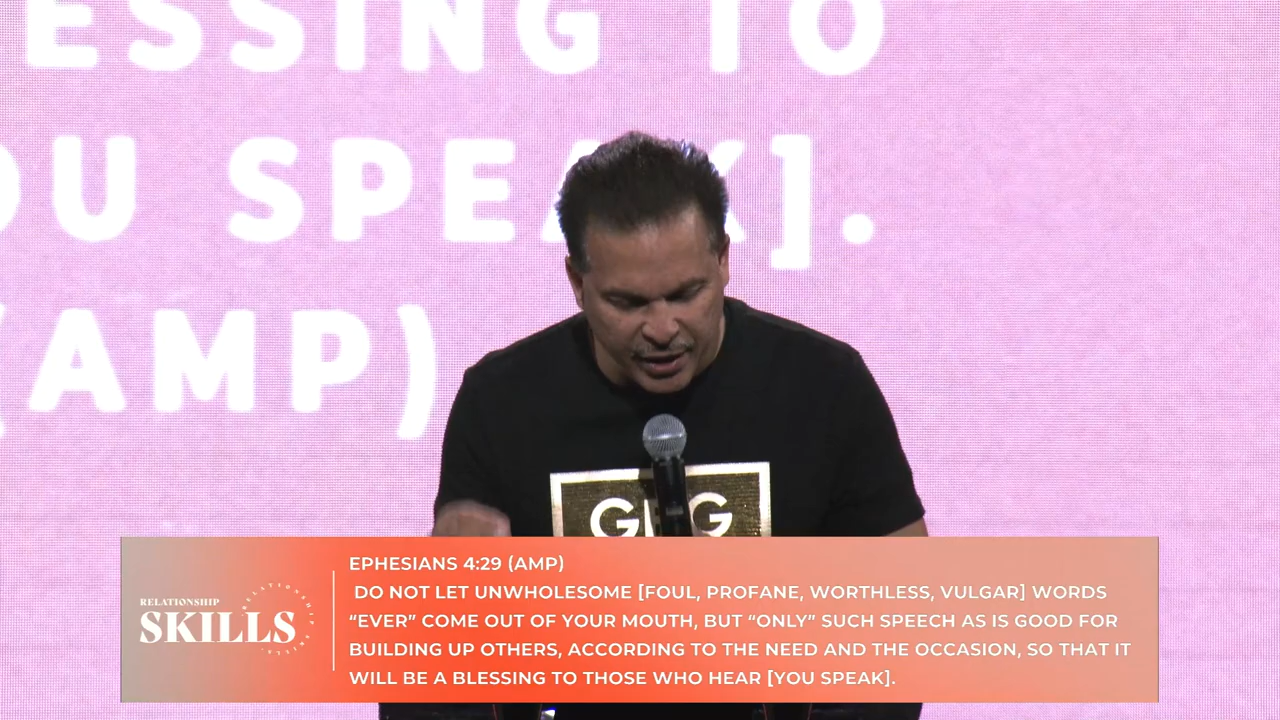 ESSING TO
OU SPEAK].
(AMP)
RELATIONSHIP
SKILLS
RELATIONSHIP SKILLS
EPHESIANS 4:29 (AMP)
DO NOT LET UNWHOLESOME [FOUL, PROFANE, WORTHLESS, VULGAR] WORDS
“EVER” COME OUT OF YOUR MOUTH, BUT “ONLY” SUCH SPEECH AS IS GOOD FOR
BUILDING UP OTHERS, ACCORDING TO THE NEED AND THE OCCASION, SO THAT IT
WILL BE A BLESSING TO THOSE WHO HEAR [YOU SPEAK].